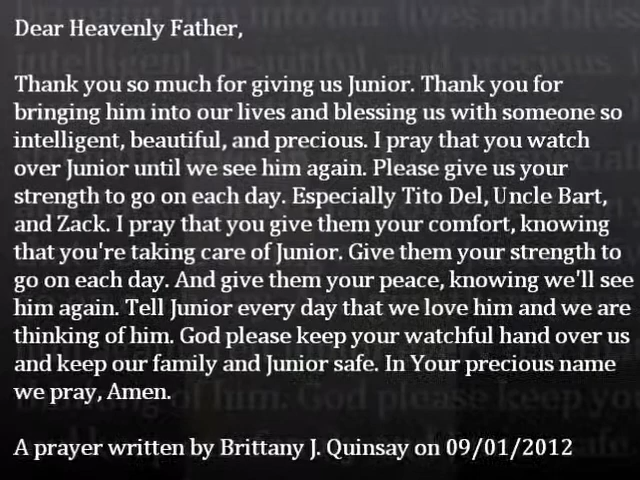 Dear Heavenly Father,
Thank you so much for giving us Junior. Thank you for
bringing him into our lives and blessing us with someone so
intelligent, beautiful, and precious. I pray that you watch
over Junior until we see him again. Please give us your
strength to go on each day. Especially Tito Del, Uncle Bart,
and Zack. I pray that you give them your comfort, knowing
that you're taking care of Junior. Give them your strength to
go on each day. And give them your peace, knowing we'll see
him again. Tell Junior every day that we love him and we are
thinking of him. God please keep your watchful hand over us
and keep our family and Junior safe. In Your precious name
we pray, Amen.
A prayer written by Brittany J. Quinsay on 09/01/2012